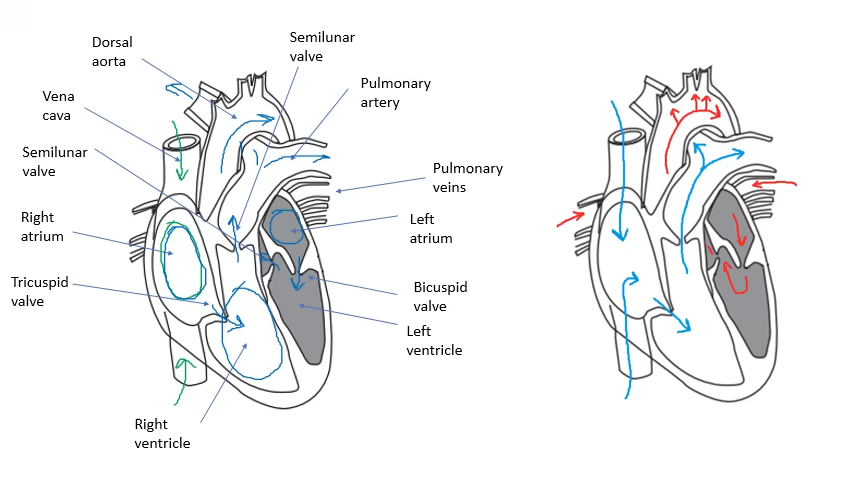 Dorsal
aorta
Semilunar
valve
Pulmonary
artery
Vena
cava
Semilunar
valve
Pulmonary
veins
Right
atrium
Left
atrium
Tricuspid
valve
Bicuspid
valve
Left
ventricle
Right
ventricle